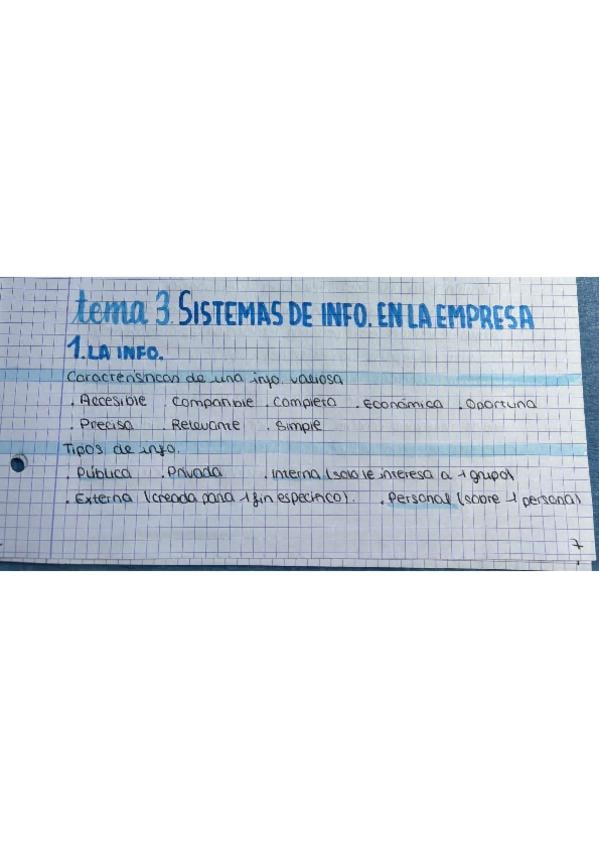 tema 3. SISTEMAS DE INFO. EN LA EMPRESA
1. LA INFO.
Características de una info. valiosa
. Accesible . Compartible . Completa . Económica . Oportuna
. Precisa . Relevante . Simple
Tipos de info.
. Pública . Privada . Interna (solo le interesa a 1 grupo)
. Externa (creada para 1 fin específico). . Personal (sobre 1 persona)
7